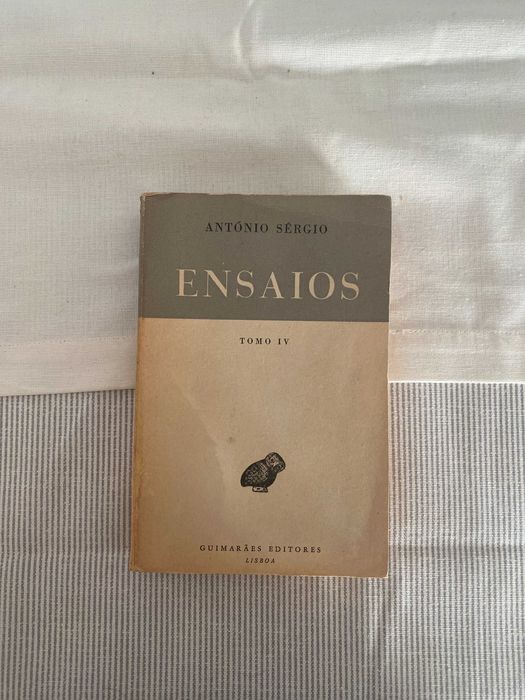 ANTÓNIO SÉRGIO
ENSAIOS
TOMO IV
GUIMARÃES EDITORES
LISBOA